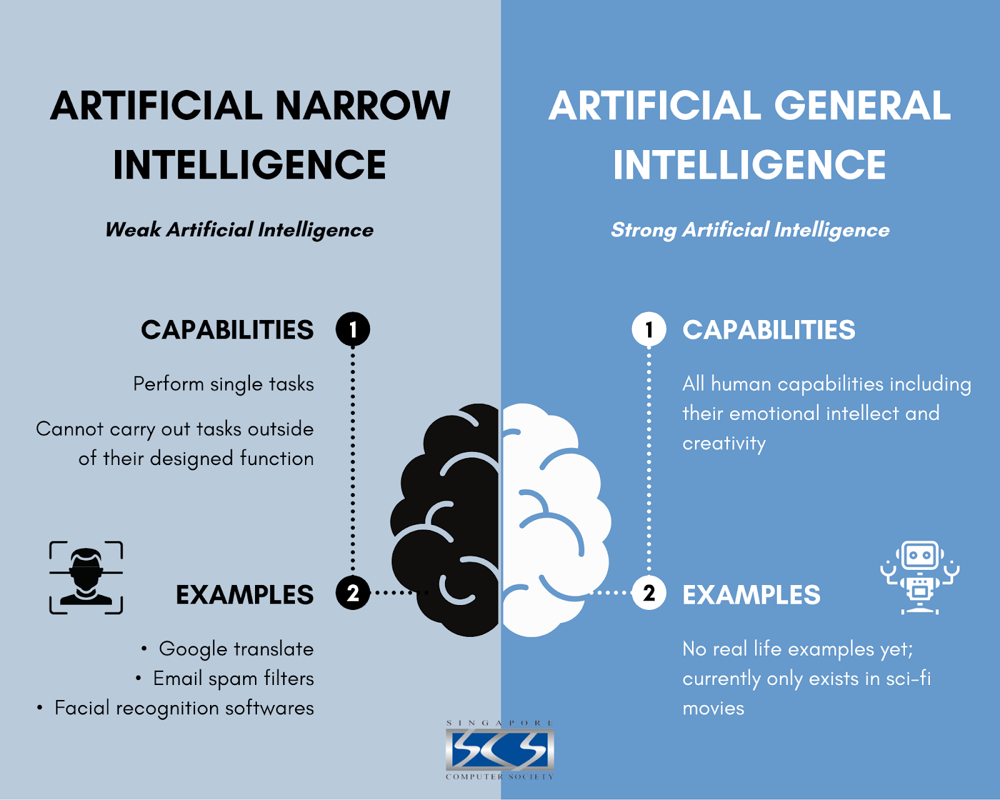 ARTIFICIAL NARROW
INTELLIGENCE
Weak Artificial Intelligence
1
CAPABILITIES
Perform single tasks
Cannot carry out tasks outside
of their designed function
2
EXAMPLES
• Google translate
• Email spam filters
• Facial recognition softwares
ARTIFICIAL GENERAL
INTELLIGENCE
Strong Artificial Intelligence
1
CAPABILITIES
All human capabilities including
their emotional intellect and
creativity
2
EXAMPLES
No real life examples yet;
currently only exists in sci-fi
movies
SINGAPORE
SCS
COMPUTER SOCIETY